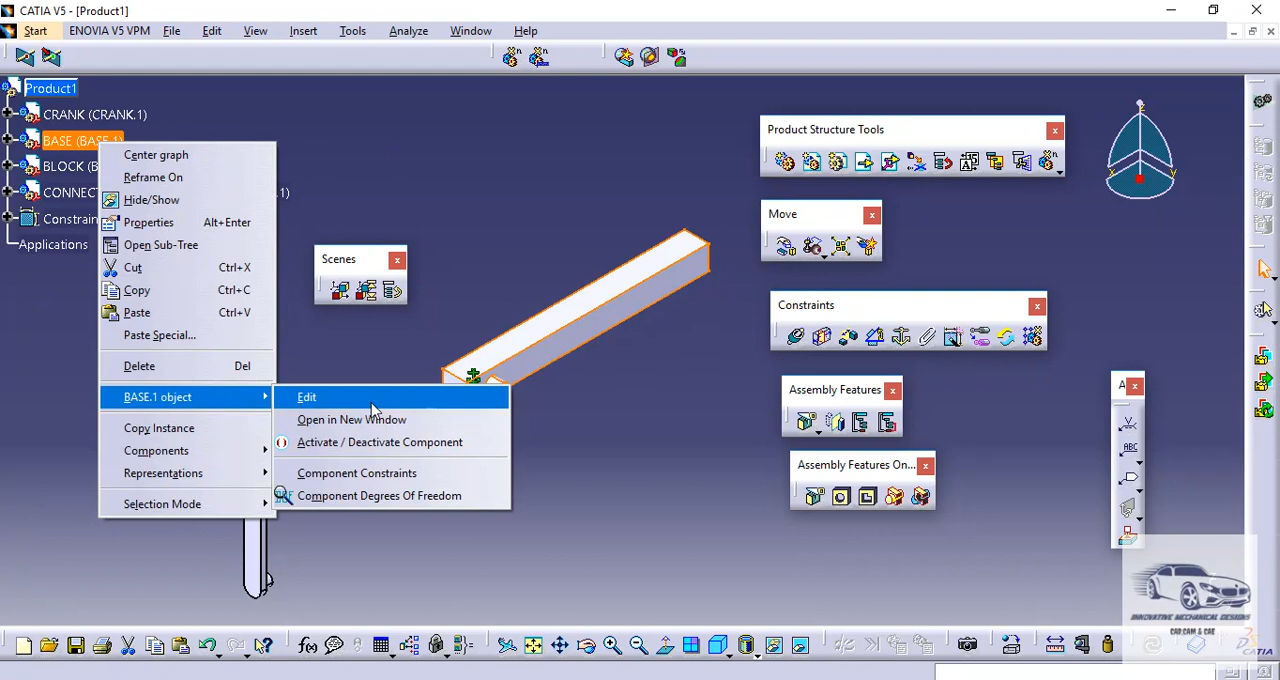 CATIA V5 - [Product1]
Start ENOVIA V5 VPM File Edit View Insert Tools Analyze Window Help
Product1
CRANK (CRANK.1)
BASE (BASE.1)
BLOCK (B
CONNECT
.1)
Constrain
Applications
Center graph
Reframe On
Hide/Show
Properties Alt+Enter
Open Sub-Tree
Cut Ctrl+X
Copy Ctrl+C
Paste Ctrl+V
Paste Special...
Delete Del
BASE.1 object
Copy Instance
Components
Representations
Selection Mode
Edit
Open in New Window
Activate / Deactivate Component
Component Constraints
Component Degrees Of Freedom
Scenes
Product Structure Tools
Move
Constraints
Assembly Features
Assembly Features On...
A
z
x
y
INNOVATIVE MECHANICAL DESIGNS
CAR CAM & CAE
CATIA